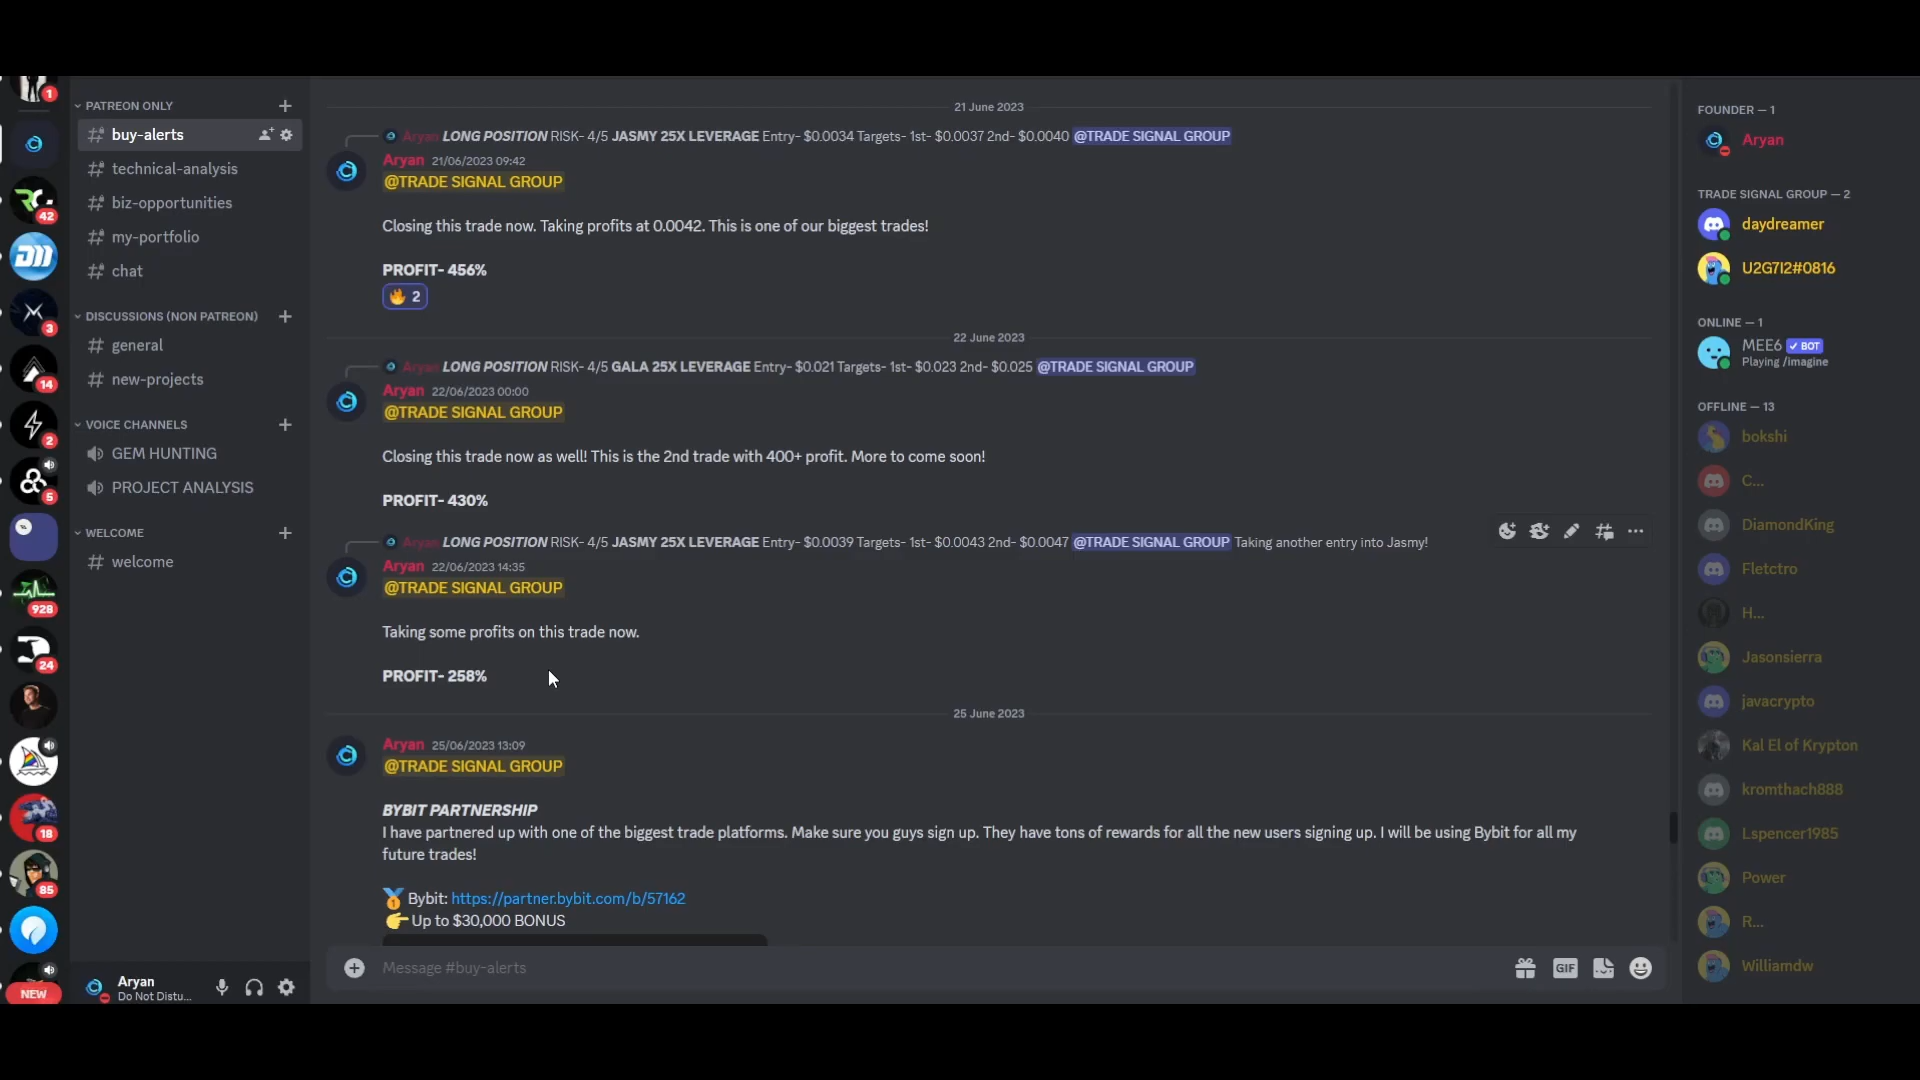 1
42
3
14
2
5
928
24
18
85
NEW
PATREON ONLY
buy-alerts
technical-analysis
biz-opportunities
my-portfolio
chat
DISCUSSIONS (NON PATREON)
general
new-projects
VOICE CHANNELS
GEM HUNTING
PROJECT ANALYSIS
WELCOME
welcome
Aryan
Do Not Distu...
21 June 2023
Aryan LONG POSITION RISK- 4/5 JASMY 25X LEVERAGE Entry- $0.0034 Targets- 1st- $0.0037 2nd- $0.0040 @TRADE SIGNAL GROUP
Aryan 21/06/2023 09:42
@TRADE SIGNAL GROUP
Closing this trade now. Taking profits at 0.0042. This is one of our biggest trades!
PROFIT- 456%
🔥 2
22 June 2023
Aryan LONG POSITION RISK- 4/5 GALA 25X LEVERAGE Entry- $0.021 Targets- 1st- $0.023 2nd- $0.025 @TRADE SIGNAL GROUP
Aryan 22/06/2023 00:00
@TRADE SIGNAL GROUP
Closing this trade now as well! This is the 2nd trade with 400+ profit. More to come soon!
PROFIT- 430%
Aryan LONG POSITION RISK- 4/5 JASMY 25X LEVERAGE Entry- $0.0039 Targets- 1st- $0.0043 2nd- $0.0047 @TRADE SIGNAL GROUP Taking another entry into Jasmy!
Aryan 22/06/2023 14:35
@TRADE SIGNAL GROUP
Taking some profits on this trade now.
PROFIT- 258%
25 June 2023
Aryan 25/06/2023 13:09
@TRADE SIGNAL GROUP
BYBIT PARTNERSHIP
I have partnered up with one of the biggest trade platforms. Make sure you guys sign up. They have tons of rewards for all the new users signing up. I will be using Bybit for all my
future trades!
🥇 Bybit: https://partner.bybit.com/b/57162
👉 Up to $30,000 BONUS
Message #buy-alerts
GIF
FOUNDER — 1
Aryan
TRADE SIGNAL GROUP — 2
daydreamer
U2G7I2#0816
ONLINE — 1
MEE6 ✓ BOT
Playing /imagine
OFFLINE — 13
bokshi
C...
DiamondKing
Fletctro
H...
Jasonsierra
javacrypto
Kal El of Krypton
kromthach888
Lspencer1985
Power
R...
Williamdw